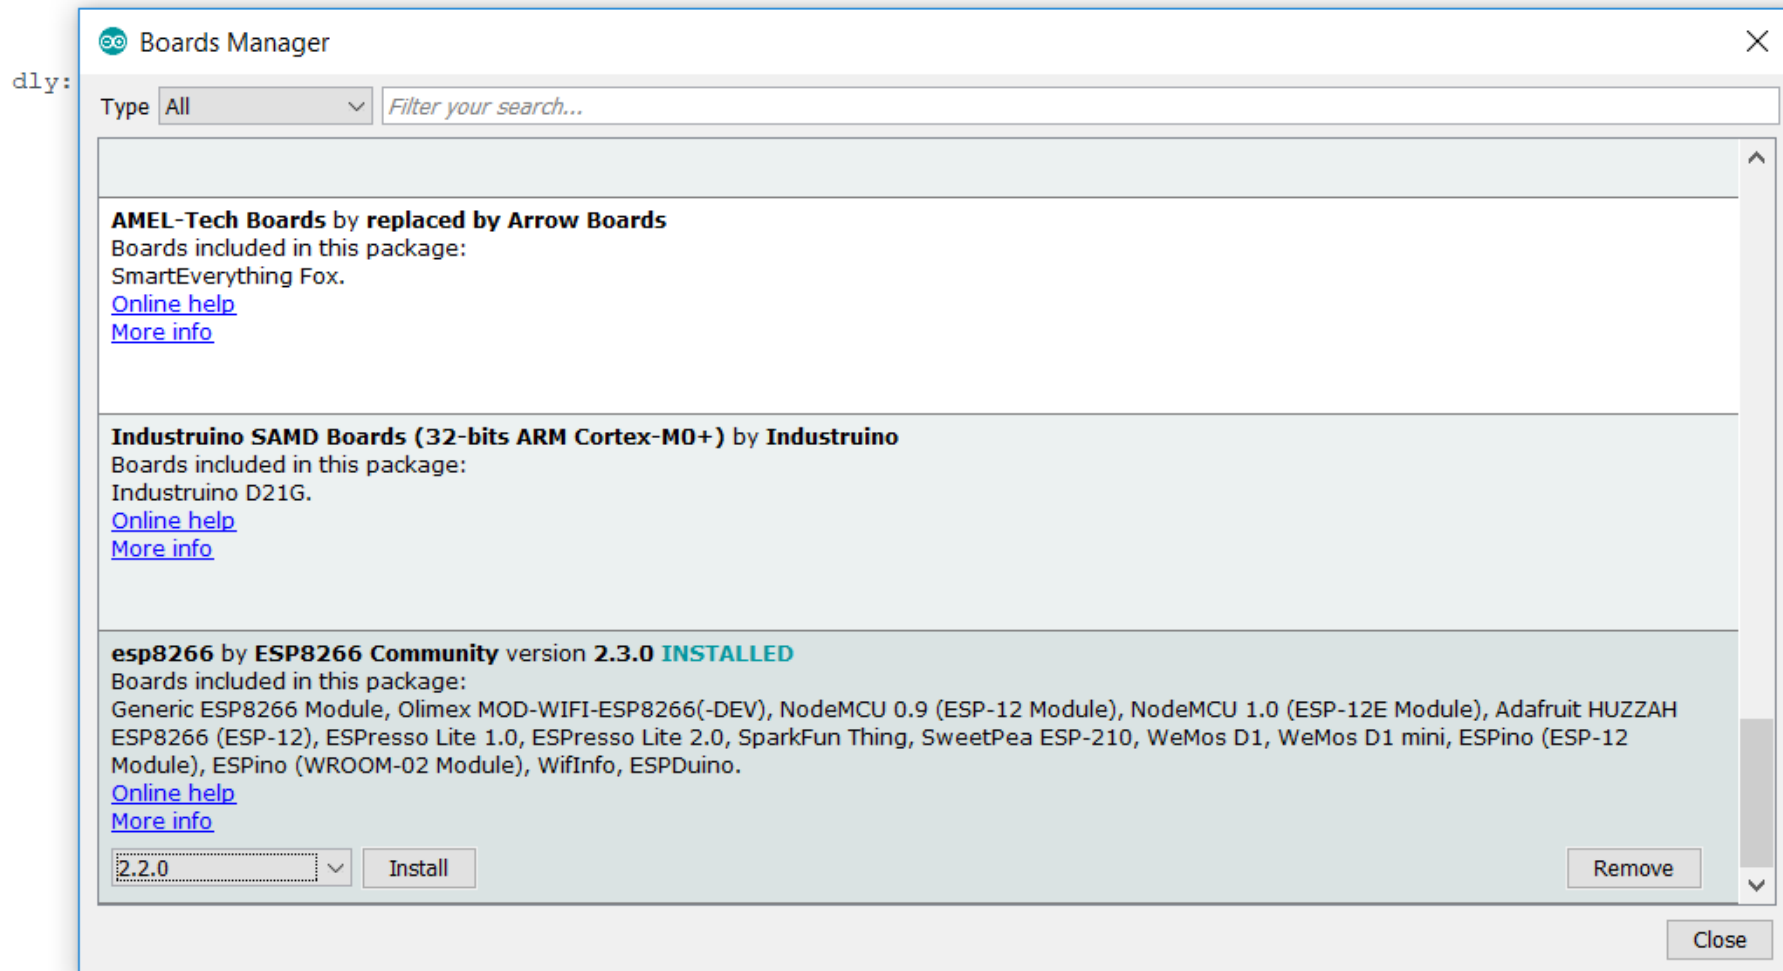 Boards Manager
dly:
Type All Filter your search...
AMEL-Tech Boards by replaced by Arrow Boards
Boards included in this package:
SmartEverything Fox.
Online help
More info
Industruino SAMD Boards (32-bits ARM Cortex-M0+) by Industruino
Boards included in this package:
Industruino D21G.
Online help
More info
esp8266 by ESP8266 Community version 2.3.0 INSTALLED
Boards included in this package:
Generic ESP8266 Module, Olimex MOD-WIFI-ESP8266(-DEV), NodeMCU 0.9 (ESP-12 Module), NodeMCU 1.0 (ESP-12E Module), Adafruit HUZZAH
ESP8266 (ESP-12), ESPresso Lite 1.0, ESPresso Lite 2.0, SparkFun Thing, SweetPea ESP-210, WeMos D1, WeMos D1 mini, ESPino (ESP-12
Module), ESPino (WROOM-02 Module), WifInfo, ESPDuino.
Online help
More info
2.2.0 Install Remove
Close